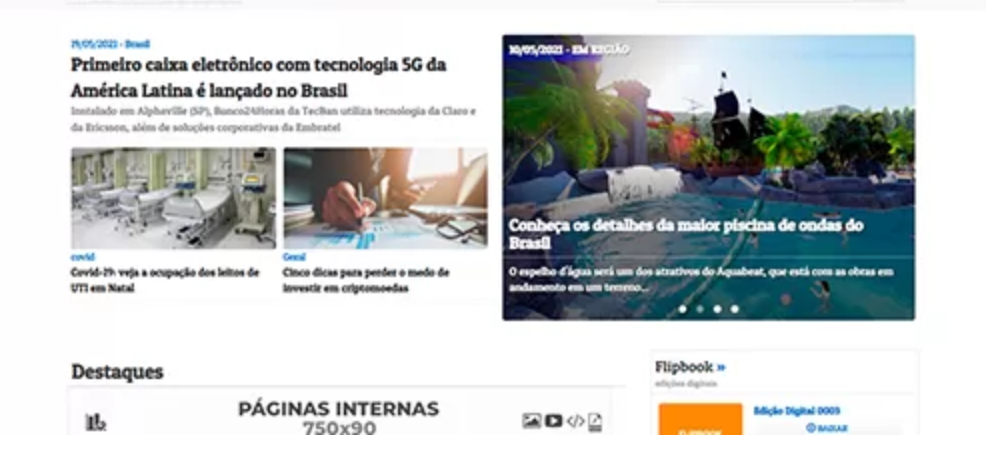 19/05/2021 - Brasil
Primeiro caixa eletrônico com tecnologia 5G da
América Latina é lançado no Brasil
Instalado em Alphaville (SP), Banco24Horas da TecBan utiliza tecnologia da Claro e
da Ericsson, além de soluções corporativas da Embratel
covid
Covid-19: veja a ocupação dos leitos de
UTI em Natal
Geral
Cinco dicas para perder o medo de
investir em criptomoedas
10/05/2021 - EM REGIÃO
Conheça os detalhes da maior piscina de ondas do
Brasil
O espelho d'água será um dos atrativos do Aquabeat, que está com as obras em
andamento em um terreno...
Destaques
PÁGINAS INTERNAS
750x90
Flipbook »
edições digitais
FLIPBOOK
Edição Digital 0003
BAIXAR